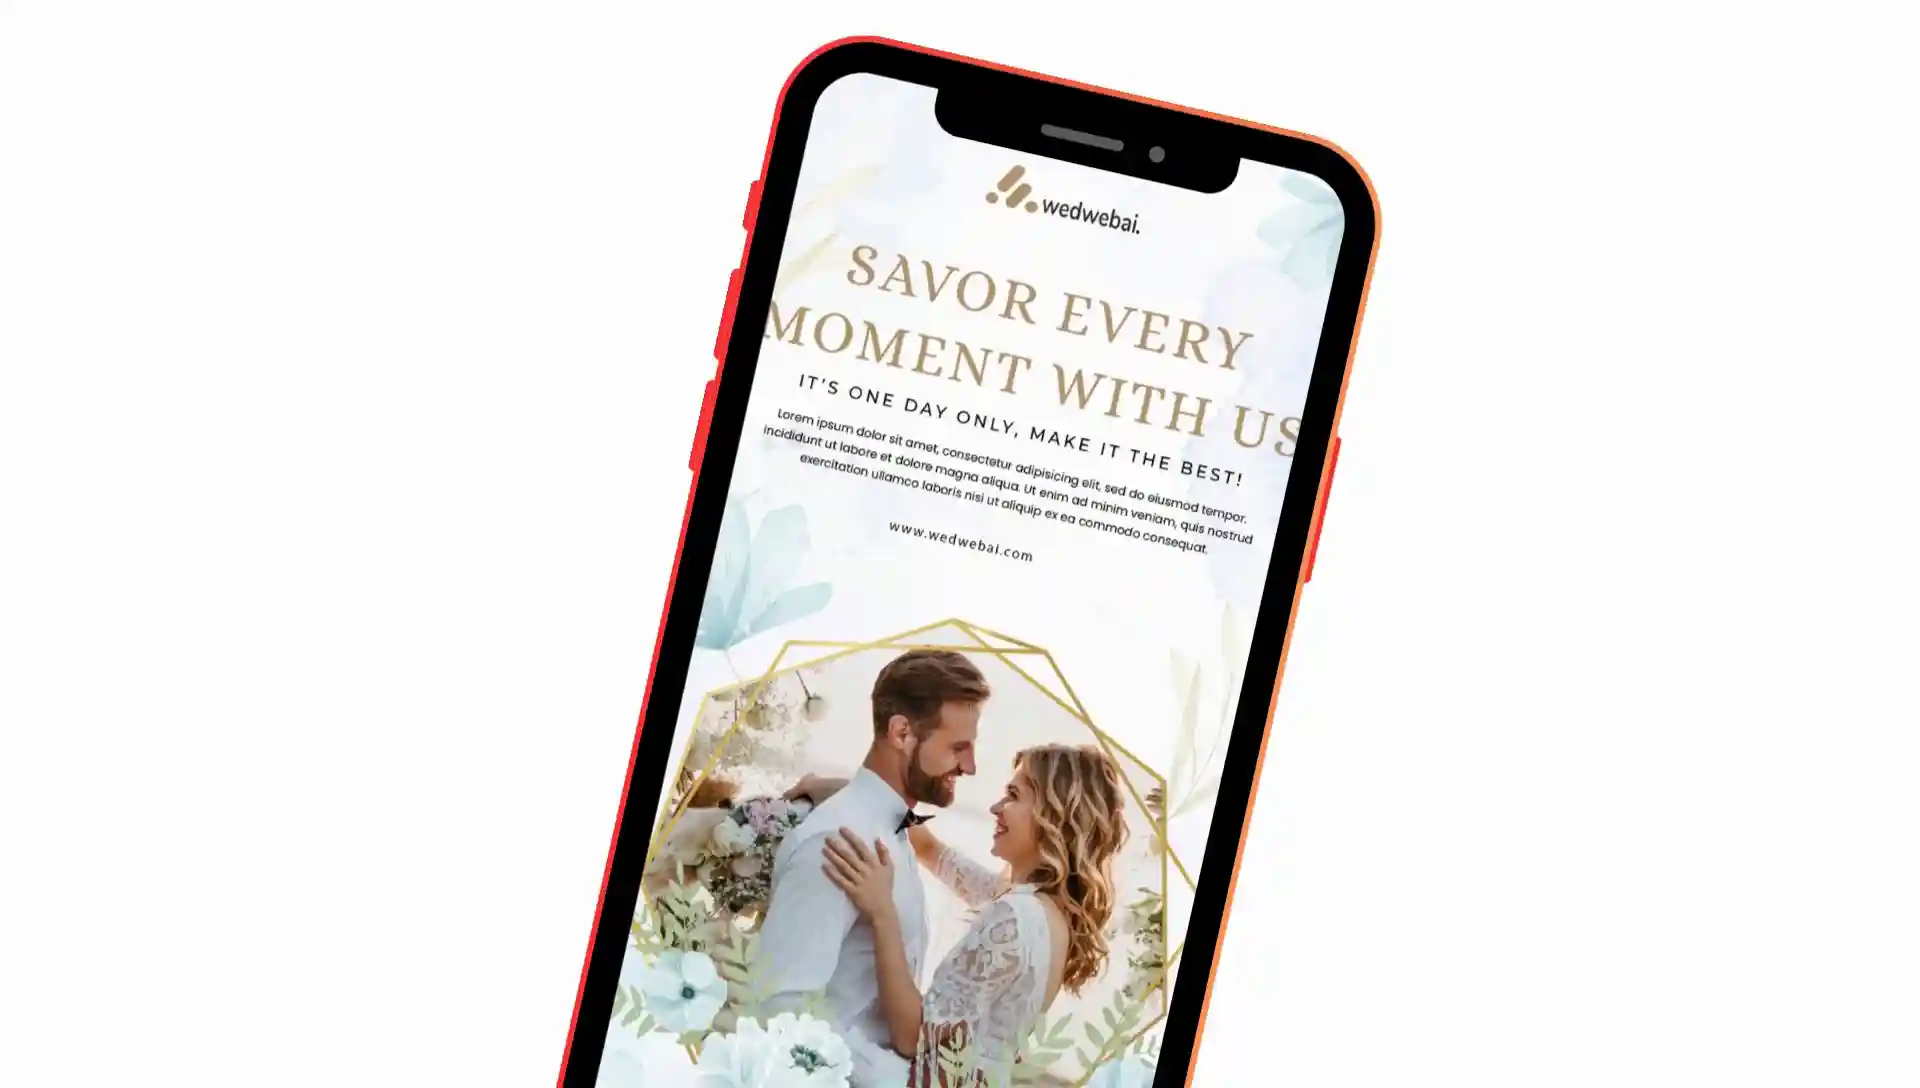 wedwebai.
SAVOR EVERY
MOMENT WITH US
IT'S ONE DAY ONLY, MAKE IT THE BEST!
Lorem ipsum dolor sit amet, consectetur adipisicing elit, sed do eiusmod tempor.
incididunt ut labore et dolore magna aliqua. Ut enim ad minim veniam, quis nostrud
exercitation ullamco laboris nisi ut aliquip ex ea commodo consequat.
www.wedwebai.com